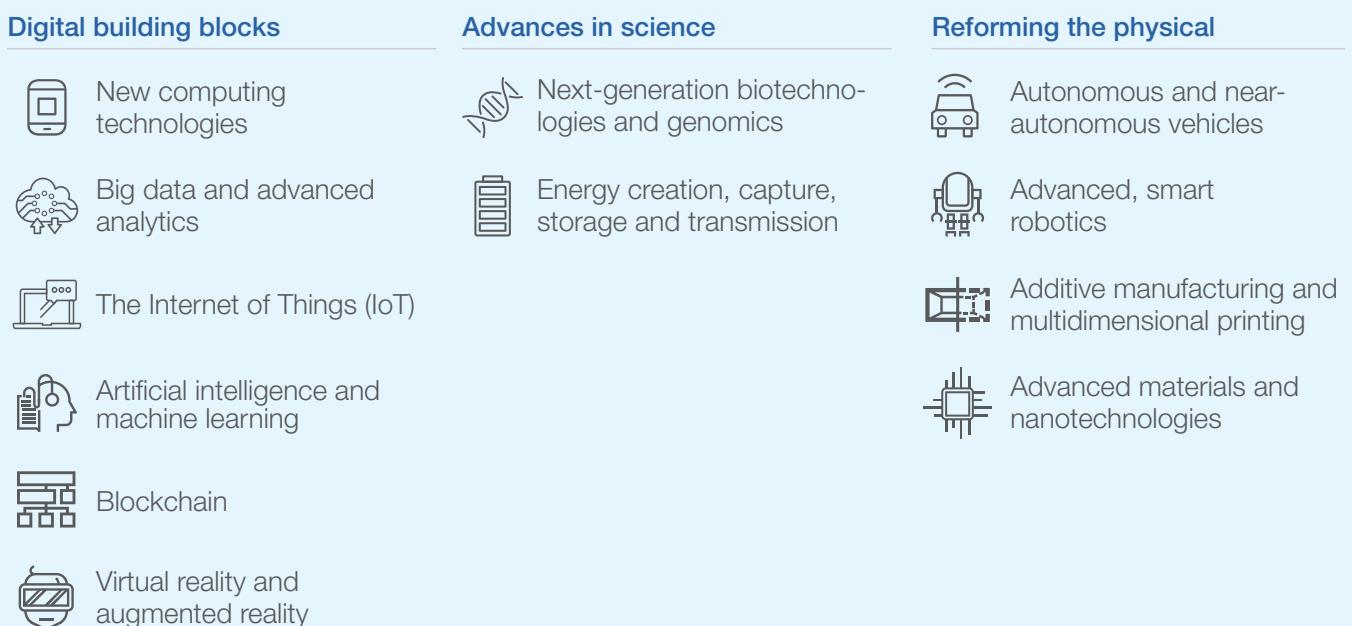 Digital building blocks
New computing
technologies
Big data and advanced
analytics
The Internet of Things (IoT)
Artificial intelligence and
machine learning
Blockchain
Virtual reality and
augmented reality
Advances in science
Next-generation biotechno-
logies and genomics
Energy creation, capture,
storage and transmission
Reforming the physical
Autonomous and near-
autonomous vehicles
Advanced, smart
robotics
Additive manufacturing and
multidimensional printing
Advanced materials and
nanotechnologies